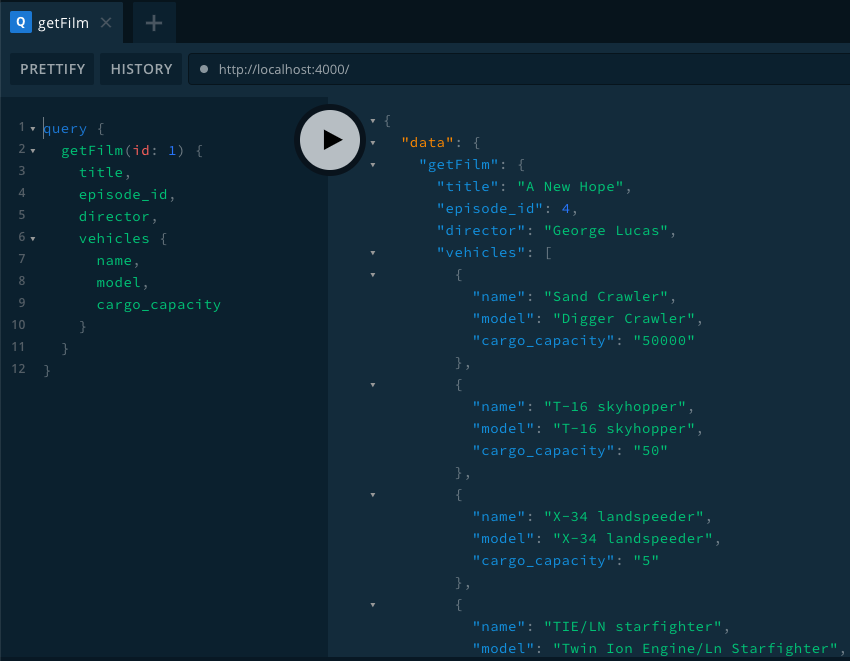 Q getFilm × +
PRETTIFY HISTORY http://localhost:4000/
1 query {
2 getFilm(id: 1) {
3 title,
4 episode_id,
5 director,
6 vehicles {
7 name,
8 model,
9 cargo_capacity
10 }
11 }
12 }
{
"data": {
"getFilm": {
"title": "A New Hope",
"episode_id": 4,
"director": "George Lucas",
"vehicles": [
{
"name": "Sand Crawler",
"model": "Digger Crawler",
"cargo_capacity": "50000"
},
{
"name": "T-16 skyhopper",
"model": "T-16 skyhopper",
"cargo_capacity": "50"
},
{
"name": "X-34 landspeeder",
"model": "X-34 landspeeder",
"cargo_capacity": "5"
},
{
"name": "TIE/LN starfighter",
"model": "Twin Ion Engine/Ln Starfighter",